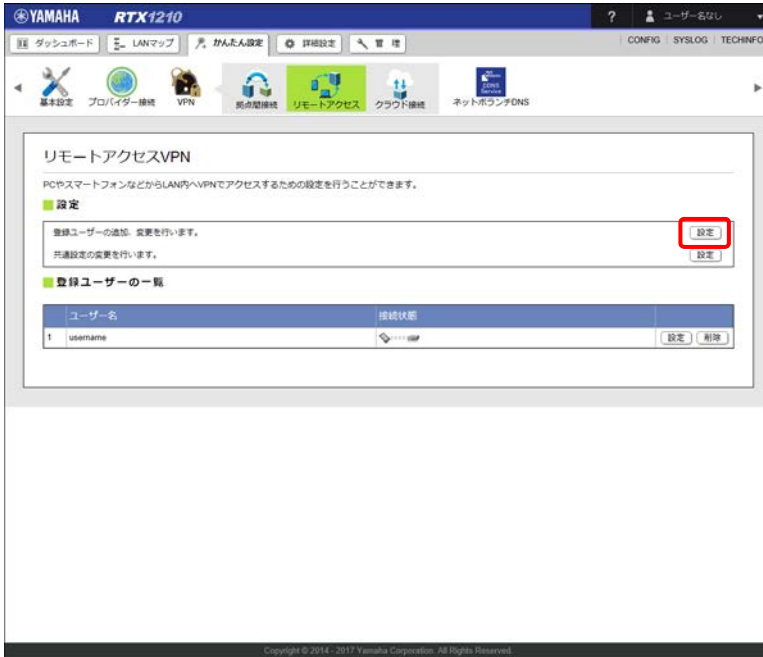 YAMAHA RTX1210 ? ユーザー名なし
ダッシュボード LANマップ かんたん設定 詳細設定 管理 CONFIG SYSLOG TECHINFO
基本設定 プロバイダー接続 VPN 拠点間接続 リモートアクセス クラウド接続 ネットボランチDNS
リモートアクセスVPN
PCやスマートフォンなどからLAN内へVPNでアクセスするための設定を行うことができます。
設定
登録ユーザーの追加、変更を行います。 設定
共通設定の変更を行います。 設定
登録ユーザーの一覧
ユーザー名 接続状態
1 username 設定 削除
Copyright © 2014 - 2017 Yamaha Corporation. All Rights Reserved.